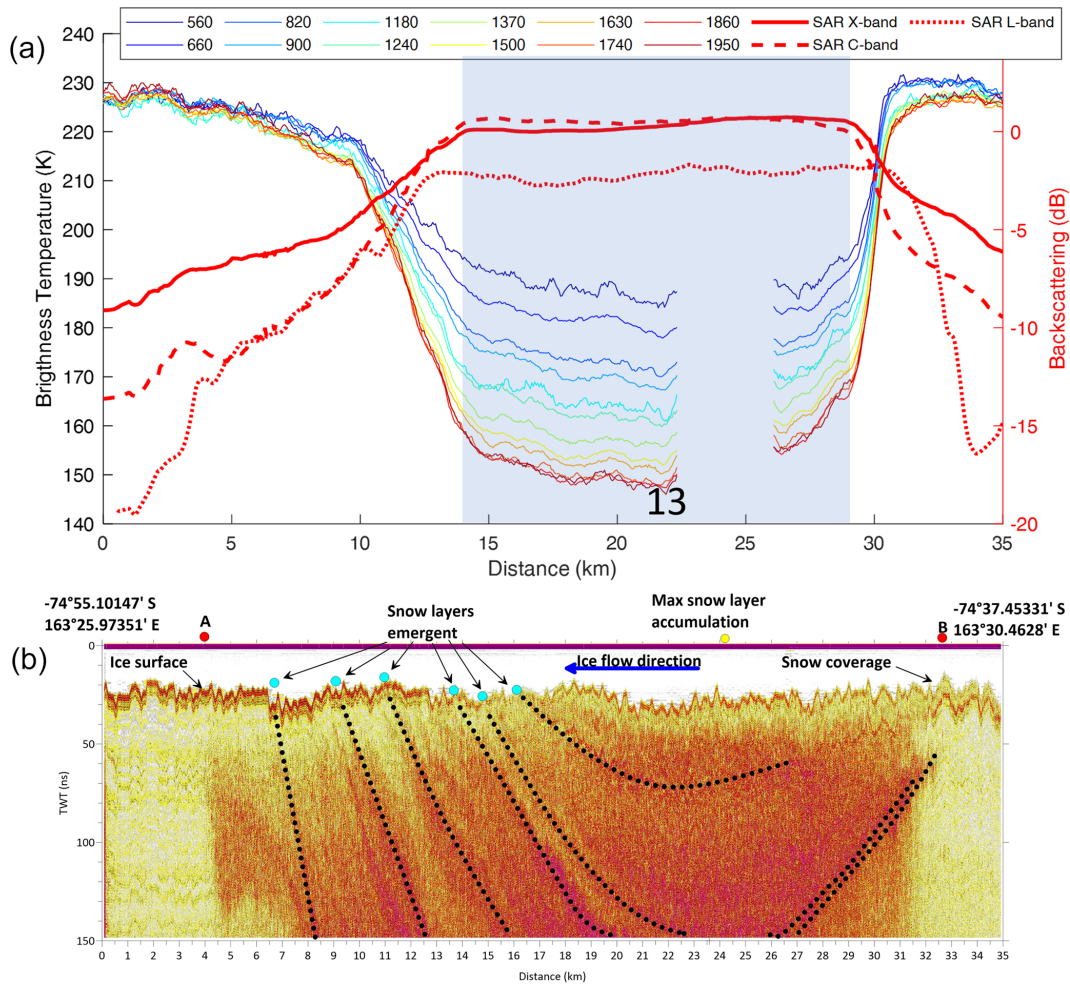 (a)
560 820 1180 1370 1630 1860 SAR X-band SAR L-band
660 900 1240 1500 1740 1950 SAR C-band
240
230
220
210
200
190
180
170
160
150
140
Brigthness Temperature (K)
0
-5
-10
-15
-20
Backscattering (dB)
13
0 5 10 15 20 25 30 35
Distance (km)
-74°55.10147' S
163°25.97351' E
A
Snow layers
emergent
Max snow layer
accumulation
B
-74°37.45331' S
163°30.4628' E
(b)
Ice surface
Ice flow direction
Snow coverage
0
50
100
150
TWT (ns)
0 1 2 3 4 5 6 7 8 9 10 11 12 13 14 15 16 17 18 19 20 21 22 23 24 25 26 27 28 29 30 31 32 33 34 35
Distance (km)